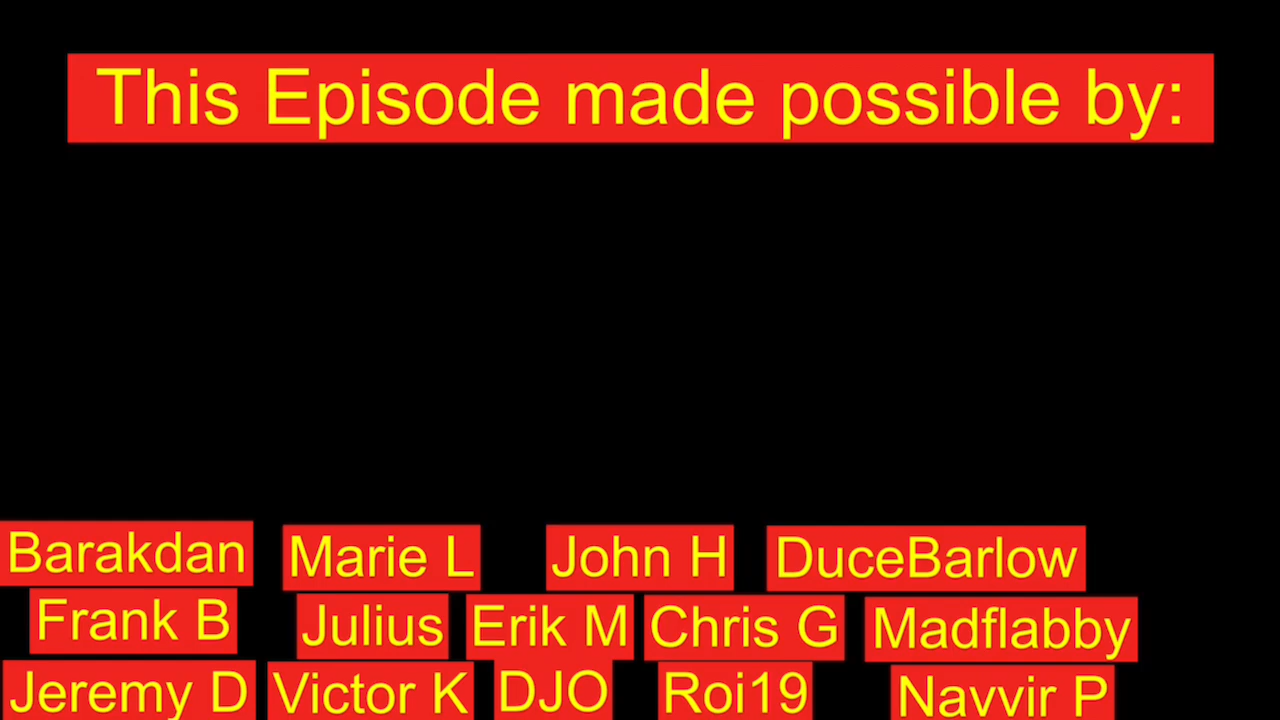 This Episode made possible by:
Barakdan Marie L John H DuceBarlow
Frank B Julius Erik M Chris G Madflabby
Jeremy D Victor K DJO Roi19 Navvir P